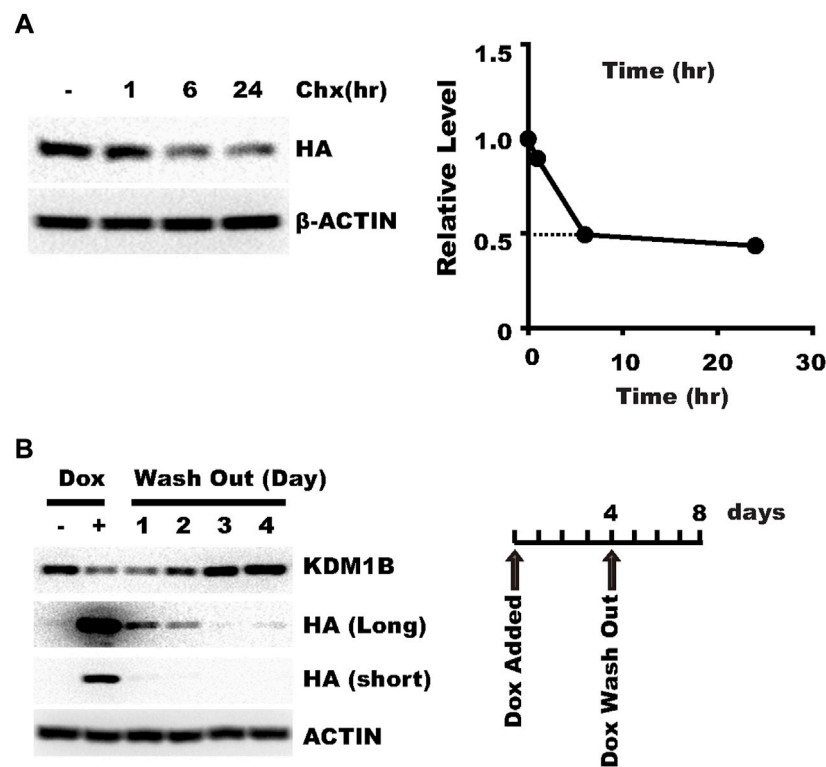 A
- 1 6 24 Chx(hr)
HA
β-ACTIN
1.5
1.0
0.5
0
Relative Level
Time (hr)
0 10 20 30
Time (hr)
B
Dox Wash Out (Day)
- + 1 2 3 4
KDM1B
HA (Long)
HA (short)
ACTIN
4 8 days
Dox Added
Dox Wash Out